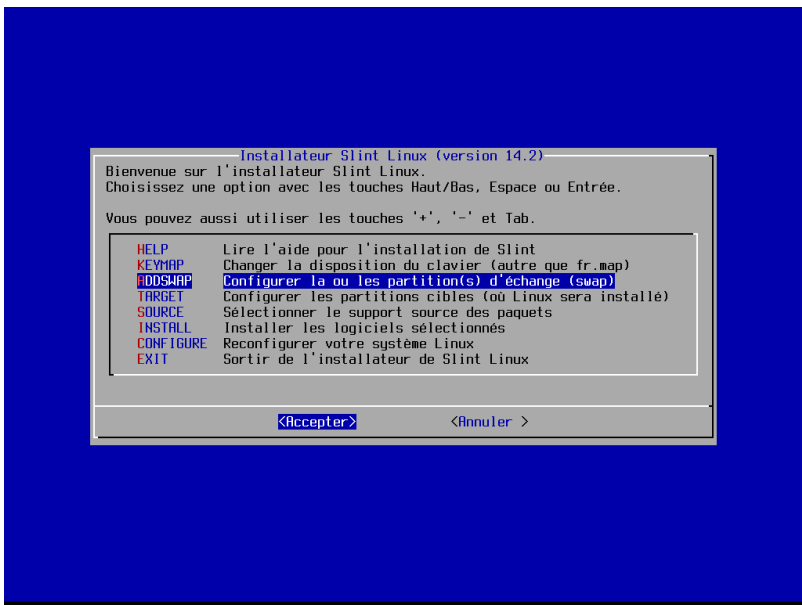 Installateur Slint Linux (version 14.2)
Bienvenue sur l'installateur Slint Linux.
Choisissez une option avec les touches Haut/Bas, Espace ou Entrée.
Vous pouvez aussi utiliser les touches '+', '-' et Tab.
HELP Lire l'aide pour l'installation de Slint
KEYMAP Changer la disposition du clavier (autre que fr.map)
ADDSWAP Configurer la ou les partition(s) d'échange (swap)
TARGET Configurer les partitions cibles (où Linux sera installé)
SOURCE Sélectionner le support source des paquets
INSTALL Installer les logiciels sélectionnés
CONFIGURE Reconfigurer votre système Linux
EXIT Sortir de l'installateur de Slint Linux
<Accepter> <Annuler >